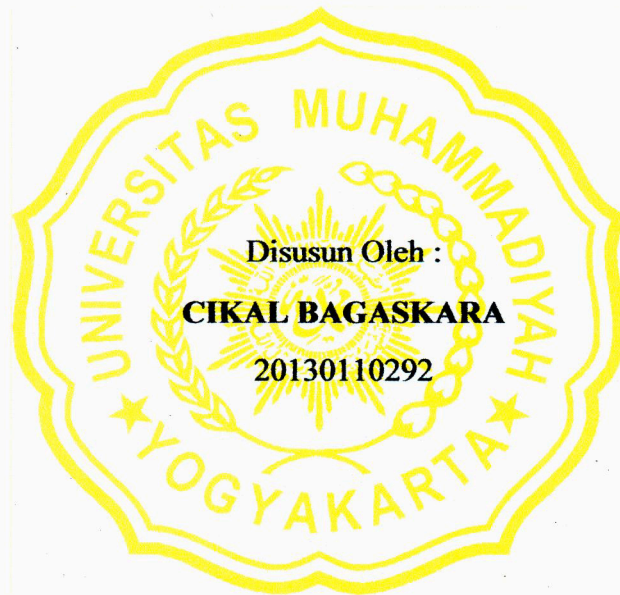 UNIVERSITAS MUHAMMADIYAH
Disusun Oleh :
CIKAL BAGASKARA
20130110292
YOGYAKARTA